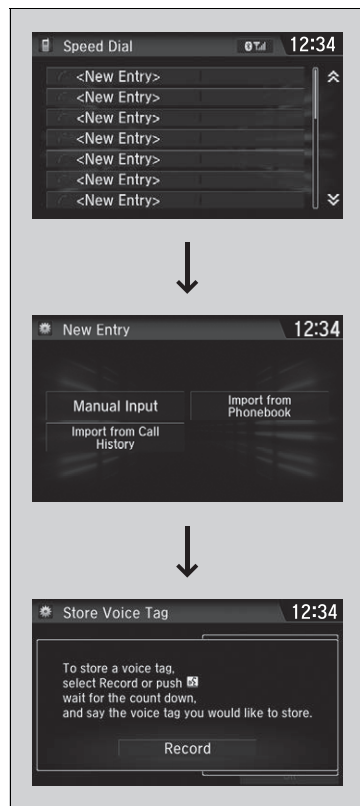 Speed Dial 12:34
<New Entry>
<New Entry>
<New Entry>
<New Entry>
<New Entry>
<New Entry>
<New Entry>
New Entry 12:34
Manual Input
Import from
Phonebook
Import from Call
History
Store Voice Tag 12:34
To store a voice tag,
select Record or push
wait for the count down,
and say the voice tag you would like to store.
Record